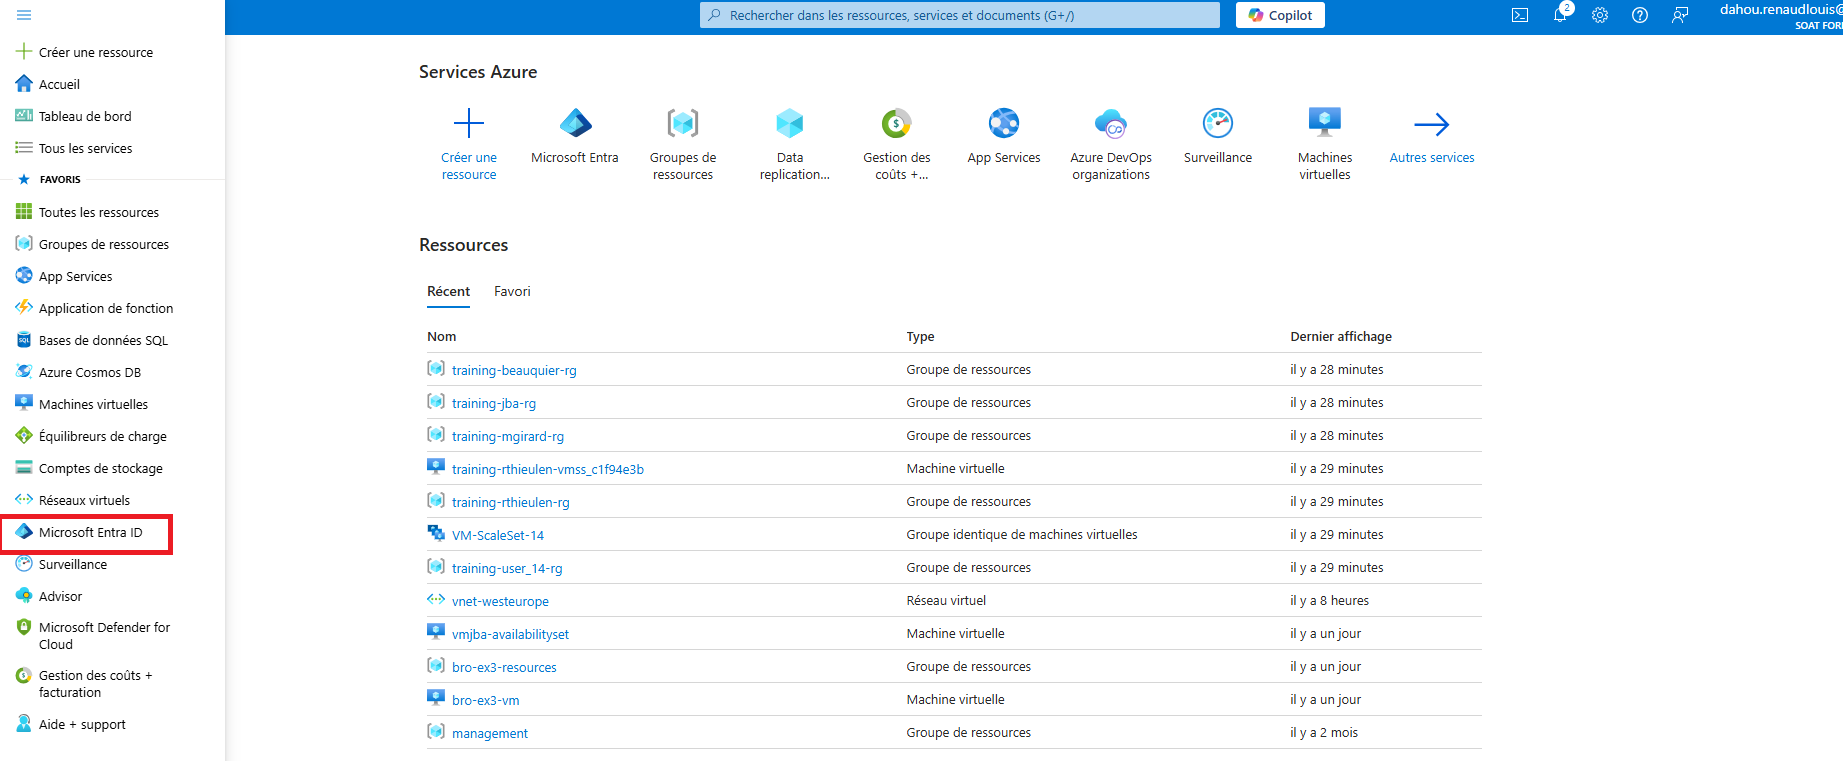 Rechercher dans les ressources, services et documents (G+/)
Copilot
2
dahou.renaudlouis@
SOAT FOR
Créer une ressource
Accueil
Tableau de bord
Tous les services
FAVORIS
Toutes les ressources
Groupes de ressources
App Services
Application de fonction
Bases de données SQL
Azure Cosmos DB
Machines virtuelles
Équilibreurs de charge
Comptes de stockage
Réseaux virtuels
Microsoft Entra ID
Surveillance
Advisor
Microsoft Defender for
Cloud
Gestion des coûts +
facturation
Aide + support
Services Azure
Créer une
ressource
Microsoft Entra
Groupes de
ressources
Data
replication...
Gestion des
coûts +...
App Services
Azure DevOps
organizations
Surveillance
Machines
virtuelles
Autres services
Ressources
Récent Favori
Nom Type Dernier affichage
training-beauquier-rg Groupe de ressources il y a 28 minutes
training-jba-rg Groupe de ressources il y a 28 minutes
training-mgirard-rg Groupe de ressources il y a 28 minutes
training-rthieulen-vmss_c1f94e3b Machine virtuelle il y a 29 minutes
training-rthieulen-rg Groupe de ressources il y a 29 minutes
VM-ScaleSet-14 Groupe identique de machines virtuelles il y a 29 minutes
training-user_14-rg Groupe de ressources il y a 29 minutes
vnet-westeurope Réseau virtuel il y a 8 heures
vmjba-availabilityset Machine virtuelle il y a un jour
bro-ex3-resources Groupe de ressources il y a un jour
bro-ex3-vm Machine virtuelle il y a un jour
management Groupe de ressources il y a 2 mois